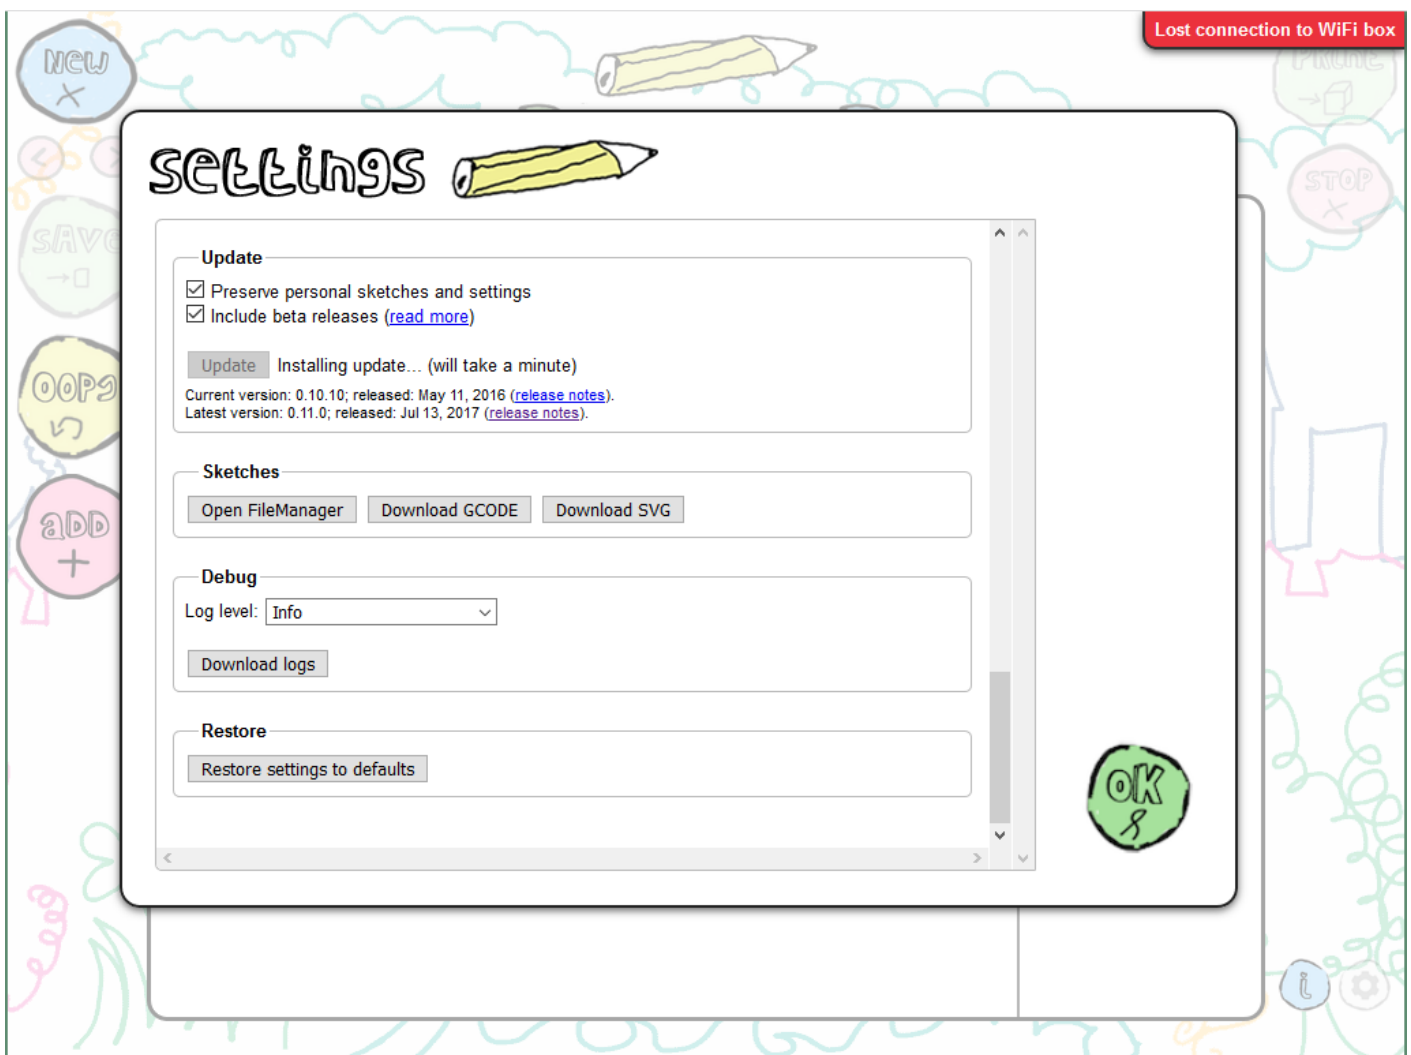 Lost connection to WiFi box
New
PRINT
settings
STOP
SAVE
Update
Preserve personal sketches and settings
Include beta releases (read more)
Update Installing update... (will take a minute)
OOPS
Current version: 0.10.10; released: May 11, 2016 (release notes).
Latest version: 0.11.0; released: Jul 13, 2017 (release notes).
Sketches
Open FileManager Download GCODE Download SVG
aDD
Debug
Log level: Info
Download logs
Restore
Restore settings to defaults
OK
i